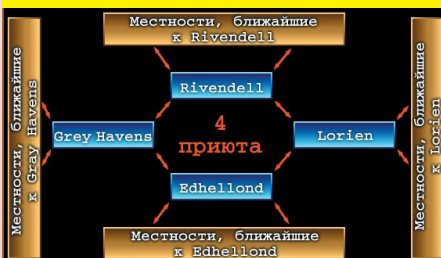 Местности, ближайшие
к Rivendell
Rivendell
Местности, ближайшие
к Gray Havens
Grey Havens
4
приюта
Lorien
Местности, ближайшие
к Lorien
Edhellond
Местности, ближайшие
к Edhellond